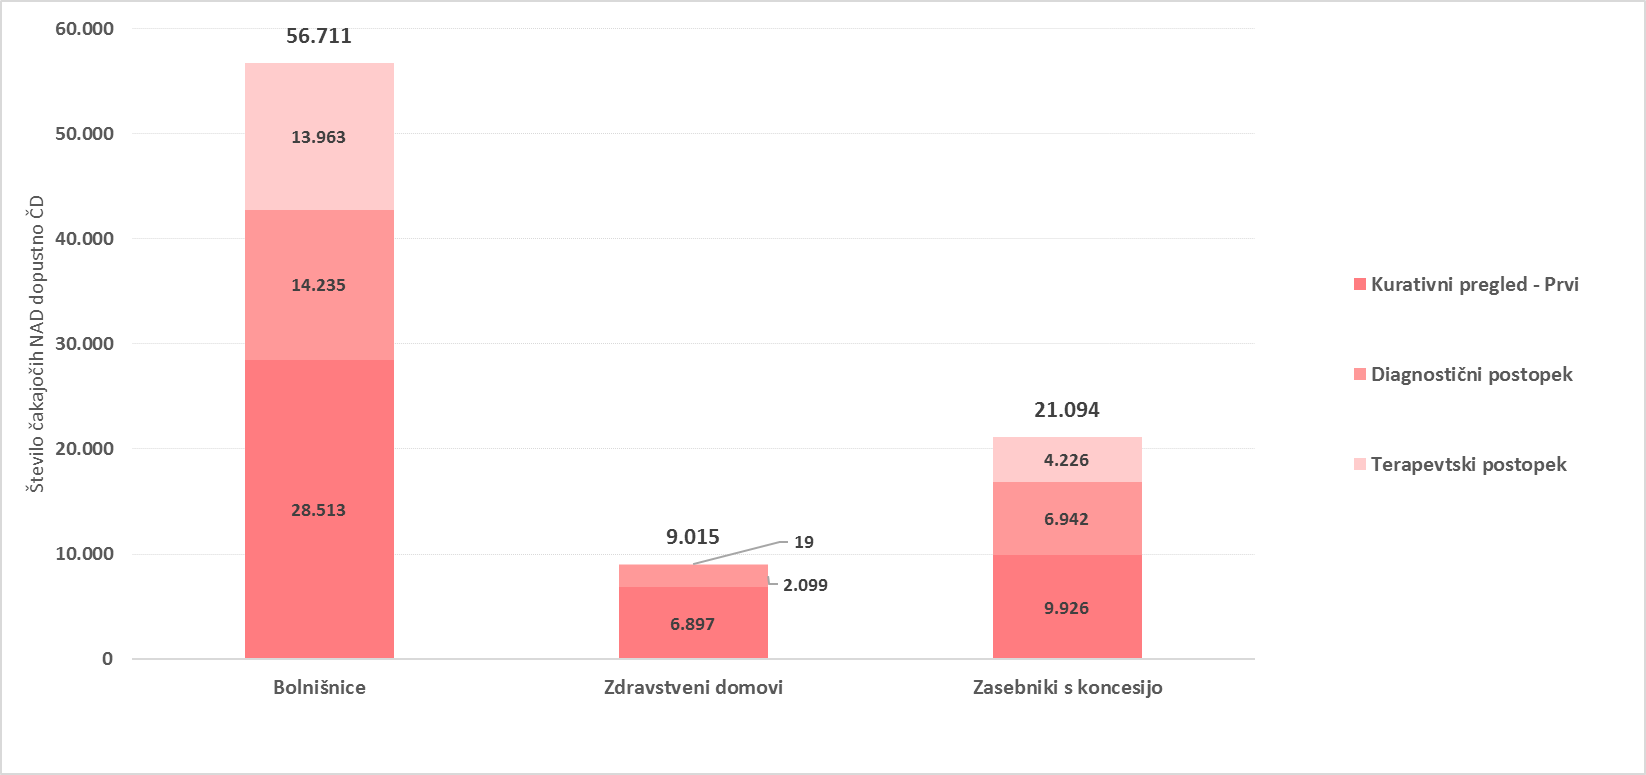 Število čakajočih NAD dopustno ČD
60.000
50.000
40.000
30.000
20.000
10.000
0
56.711
13.963
14.235
28.513
9.015
19
2.099
6.897
21.094
4.226
6.942
9.926
Bolnišnice
Zdravstveni domovi
Zasebniki s koncesijo
Kurativni pregled - Prvi
Diagnostični postopek
Terapevtski postopek